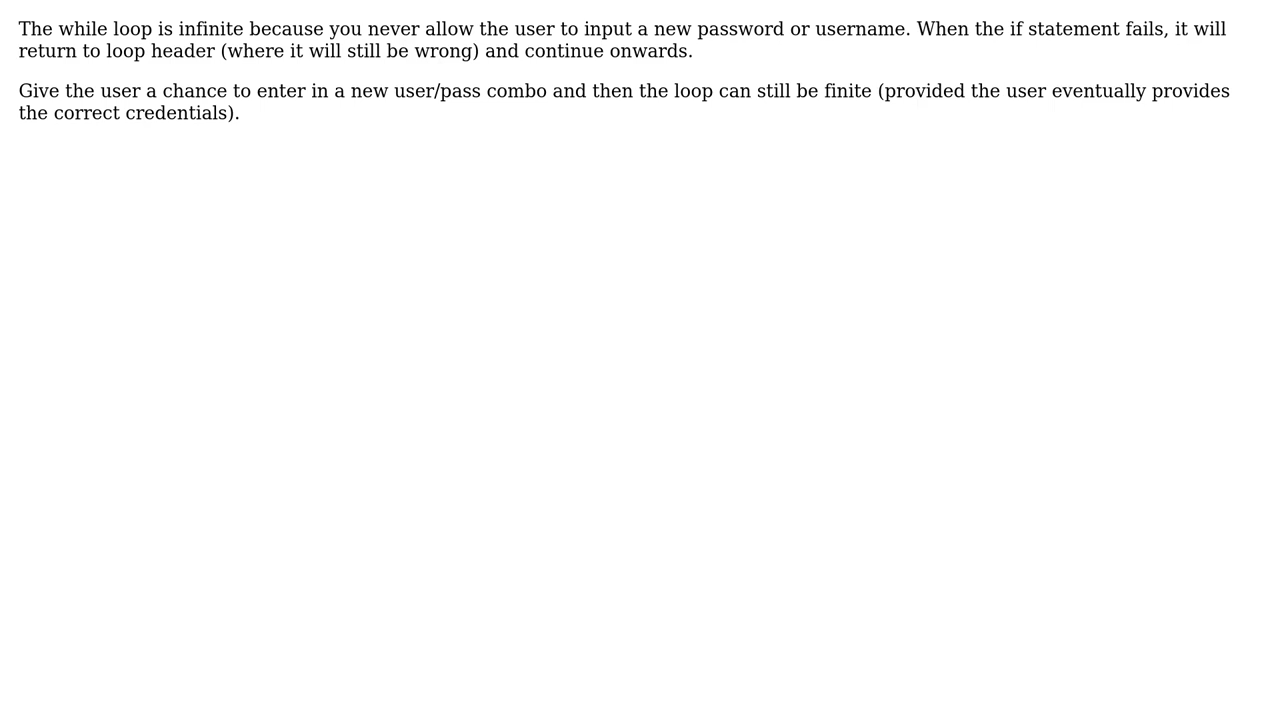 The while loop is infinite because you never allow the user to input a new password or username. When the if statement fails, it will
return to loop header (where it will still be wrong) and continue onwards.
Give the user a chance to enter in a new user/pass combo and then the loop can still be finite (provided the user eventually provides
the correct credentials).